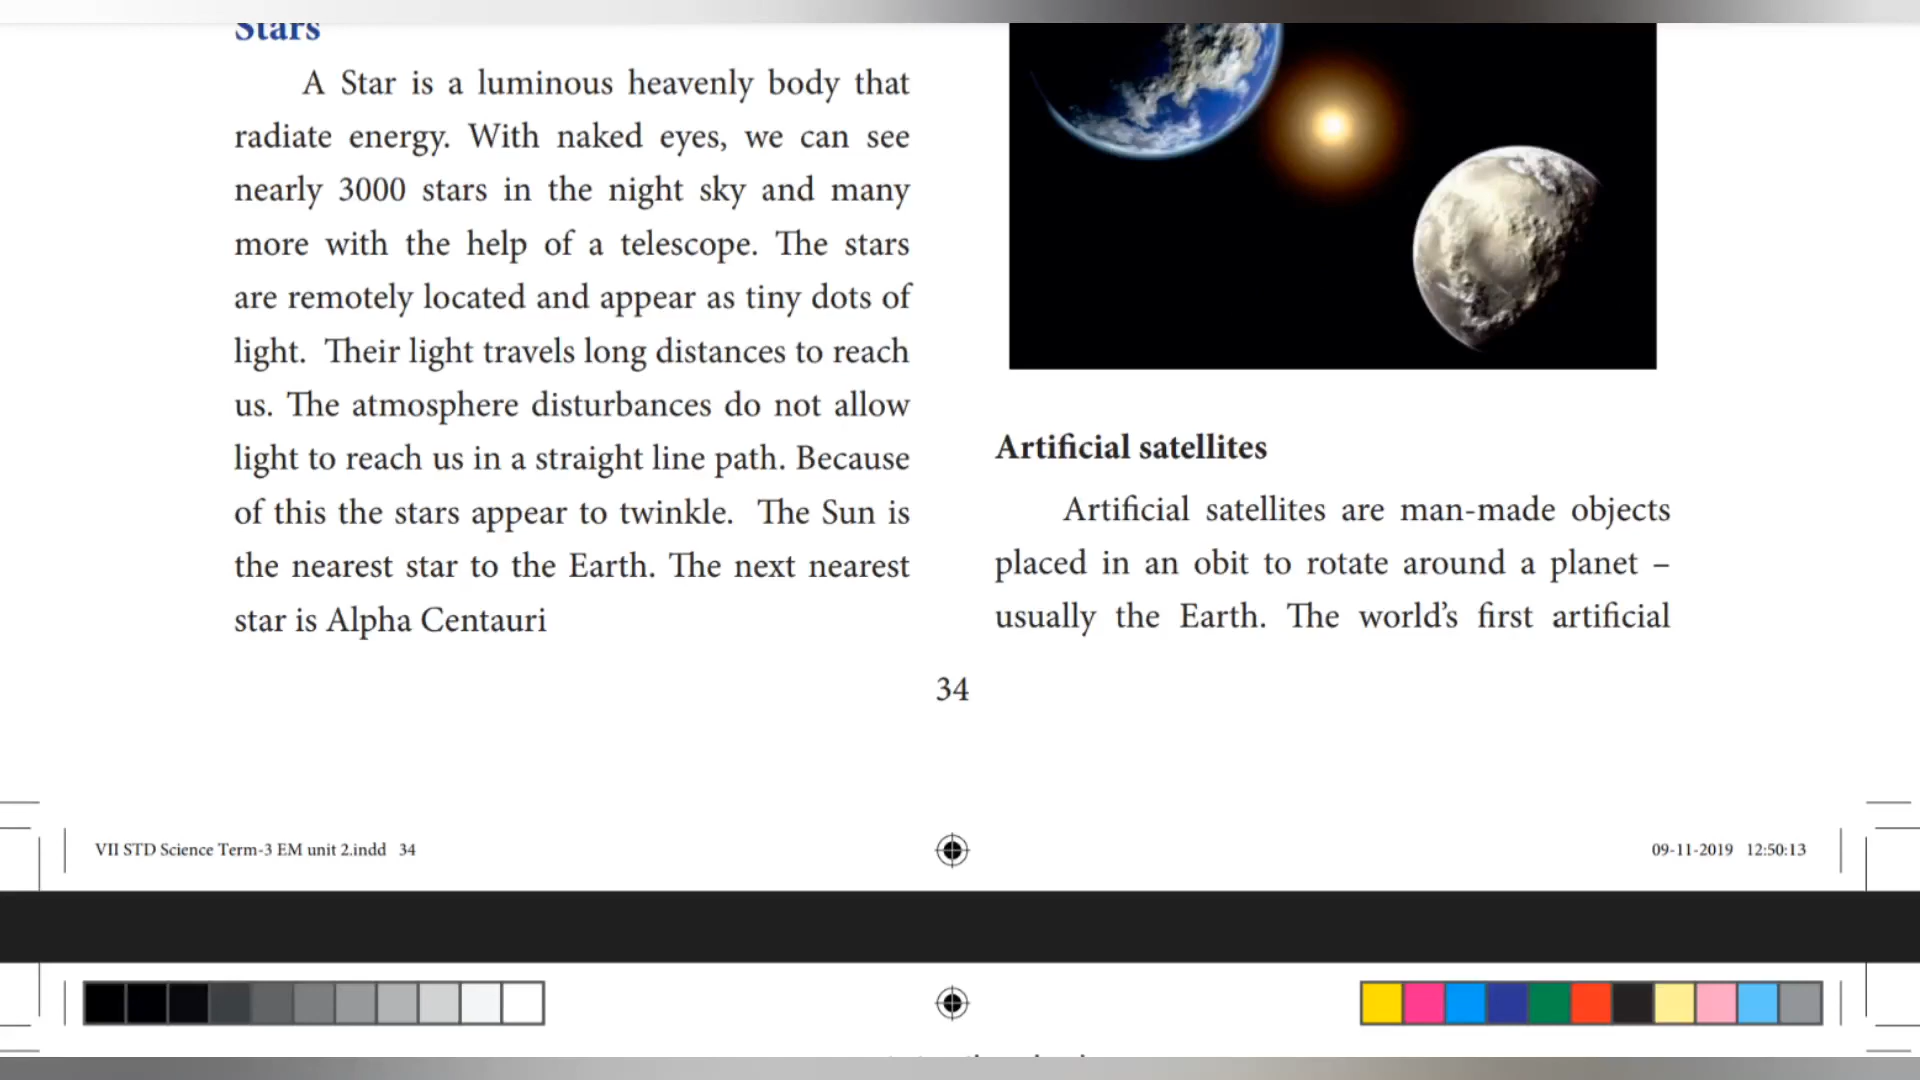 Stars
A Star is a luminous heavenly body that
radiate energy. With naked eyes, we can see
nearly 3000 stars in the night sky and many
more with the help of a telescope. The stars
are remotely located and appear as tiny dots of
light. Their light travels long distances to reach
us. The atmosphere disturbances do not allow
light to reach us in a straight line path. Because
of this the stars appear to twinkle. The Sun is
the nearest star to the Earth. The next nearest
star is Alpha Centauri
Artificial satellites
Artificial satellites are man-made objects
placed in an obit to rotate around a planet –
usually the Earth. The world’s first artificial
34
VII STD Science Term-3 EM unit 2.indd 34
09-11-2019 12:50:13